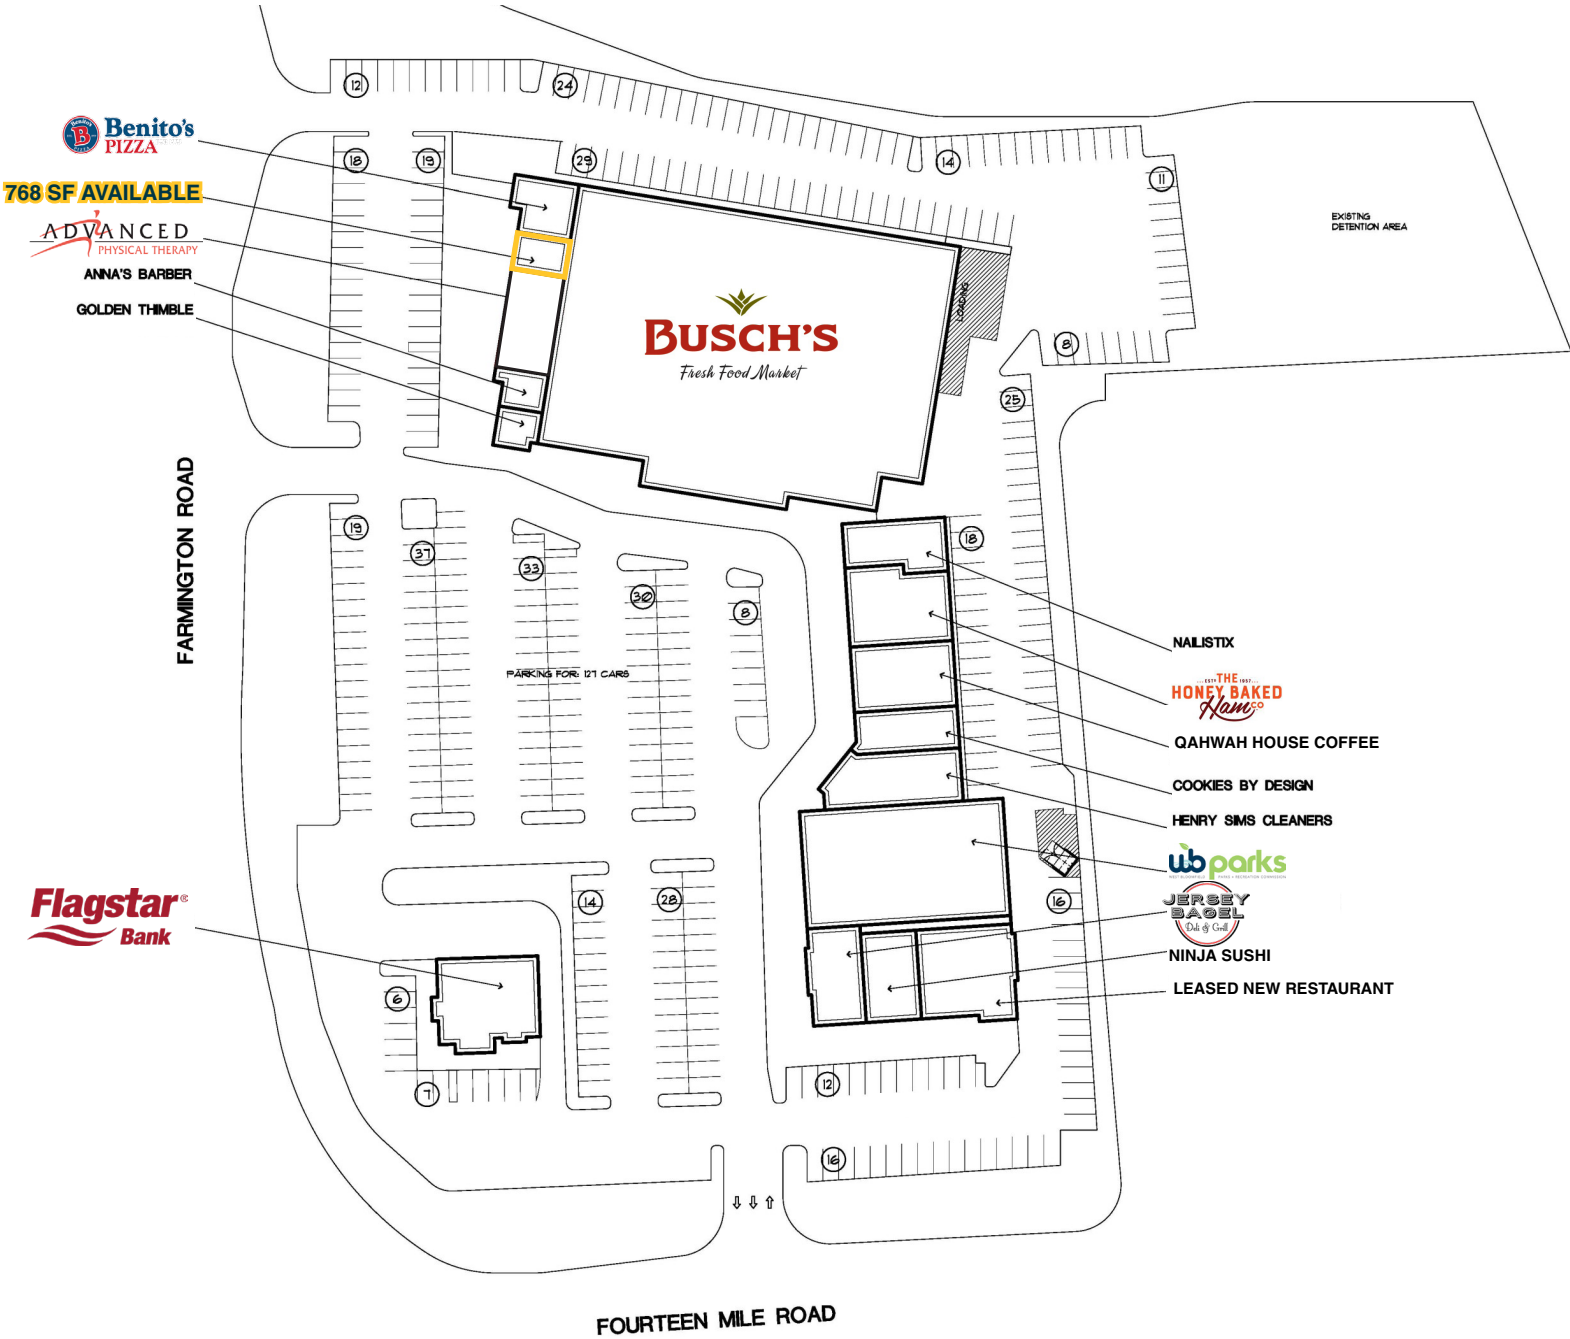 12
24
Benito's
PIZZA
18
19
29
14
11
768 SF AVAILABLE
ADVANCED
PHYSICAL THERAPY
ANNA'S BARBER
GOLDEN THIMBLE
EXISTING
DETENTION AREA
LOADING
BUSCH'S
Fresh Food Market
8
25
FARMINGTON ROAD
19
37
33
30
8
18
PARKING FOR: 127 CARS
NAILISTIX
THE
HONEY BAKED
Ham CO
QAHWAH HOUSE COFFEE
COOKIES BY DESIGN
HENRY SIMS CLEANERS
wb parks
JERSEY
BAGEL
Deli & Grill
NINJA SUSHI
LEASED NEW RESTAURANT
Flagstar®
Bank
14
28
16
6
7
12
16
FOURTEEN MILE ROAD